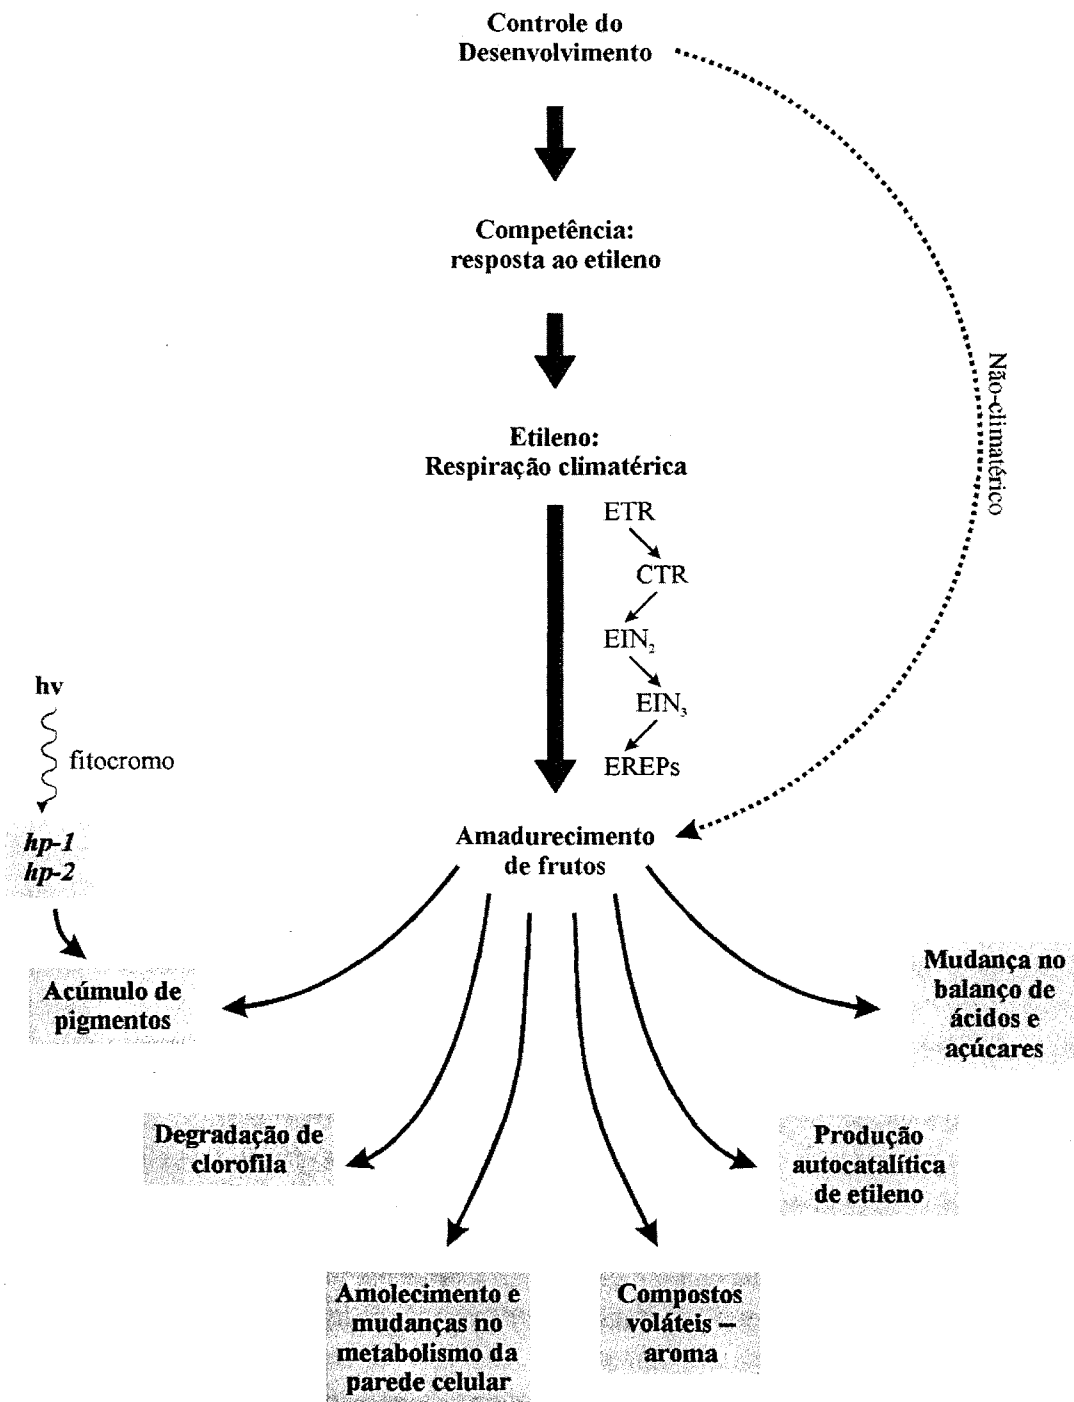 Controle do
Desenvolvimento
Competência:
resposta ao etileno
Não-climatérico
Etileno:
Respiração climatérica
ETR
CTR
EIN₂
EIN₃
EREPs
hv
fitocromo
hp-1
hp-2
Amadurecimento
de frutos
Acúmulo de
pigmentos
Mudança no
balanço de
ácidos e
açúcares
Degradação de
clorofila
Produção
autocatalítica
de etileno
Amolecimento e
mudanças no
metabolismo da
parede celular
Compostos
voláteis –
aroma